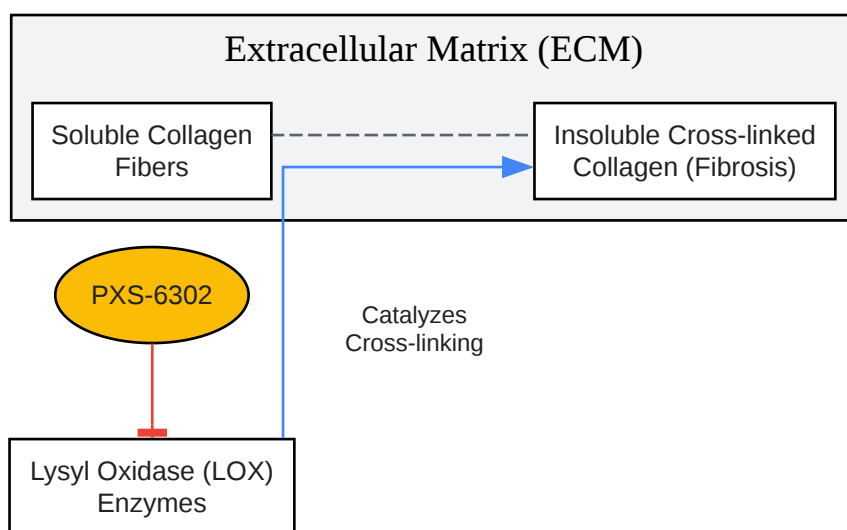 Extracellular Matrix (ECM)
Soluble Collagen
Fibers
Insoluble Cross-linked
Collagen (Fibrosis)
PXS-6302
Catalyzes
Cross-linking
Lysyl Oxidase (LOX)
Enzymes